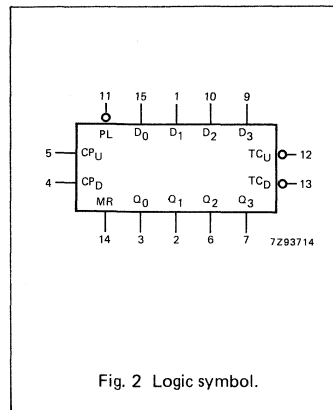 11 15 1 10 9
PL D0 D1 D2 D3
5 CPU TCU 12
4 CPD TCD 13
MR Q0 Q1 Q2 Q3
14 3 2 6 7 7Z93714
Fig. 2 Logic symbol.